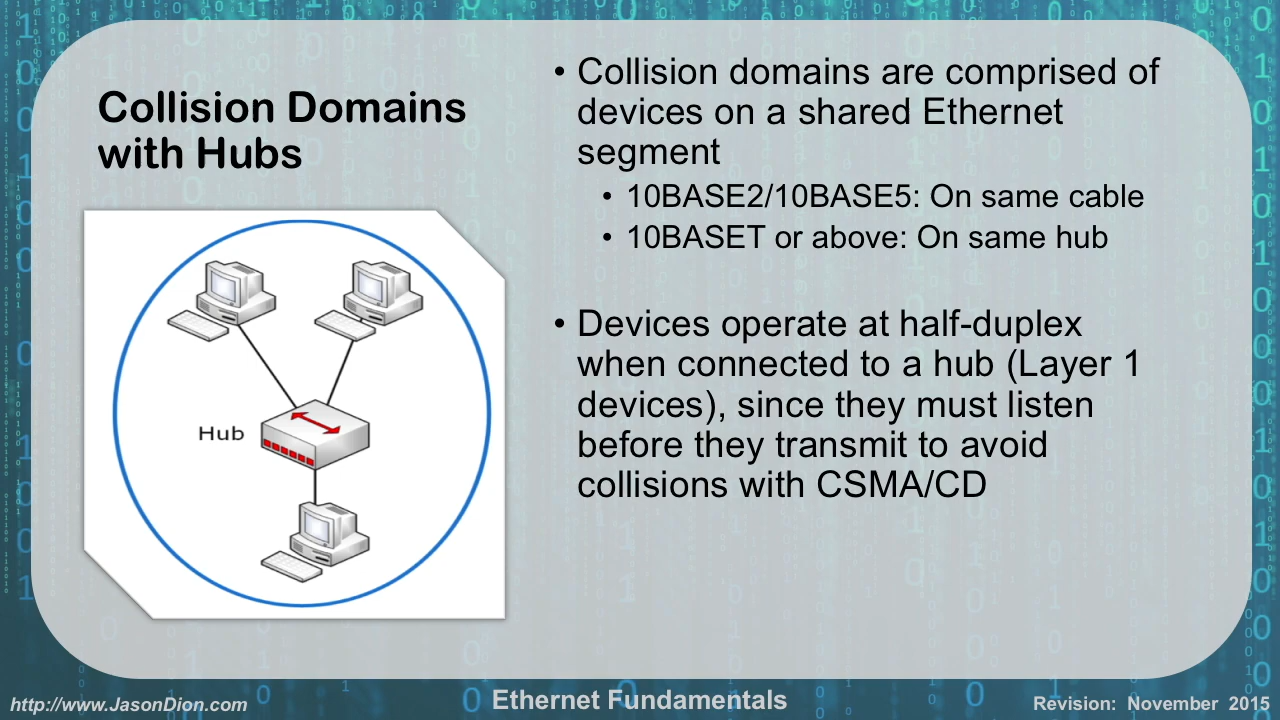 Collision Domains
with Hubs
Hub
• Collision domains are comprised of
devices on a shared Ethernet
segment
• 10BASE2/10BASE5: On same cable
• 10BASET or above: On same hub
• Devices operate at half-duplex
when connected to a hub (Layer 1
devices), since they must listen
before they transmit to avoid
collisions with CSMA/CD
http://www.JasonDion.com
Ethernet Fundamentals
Revision: November 2015